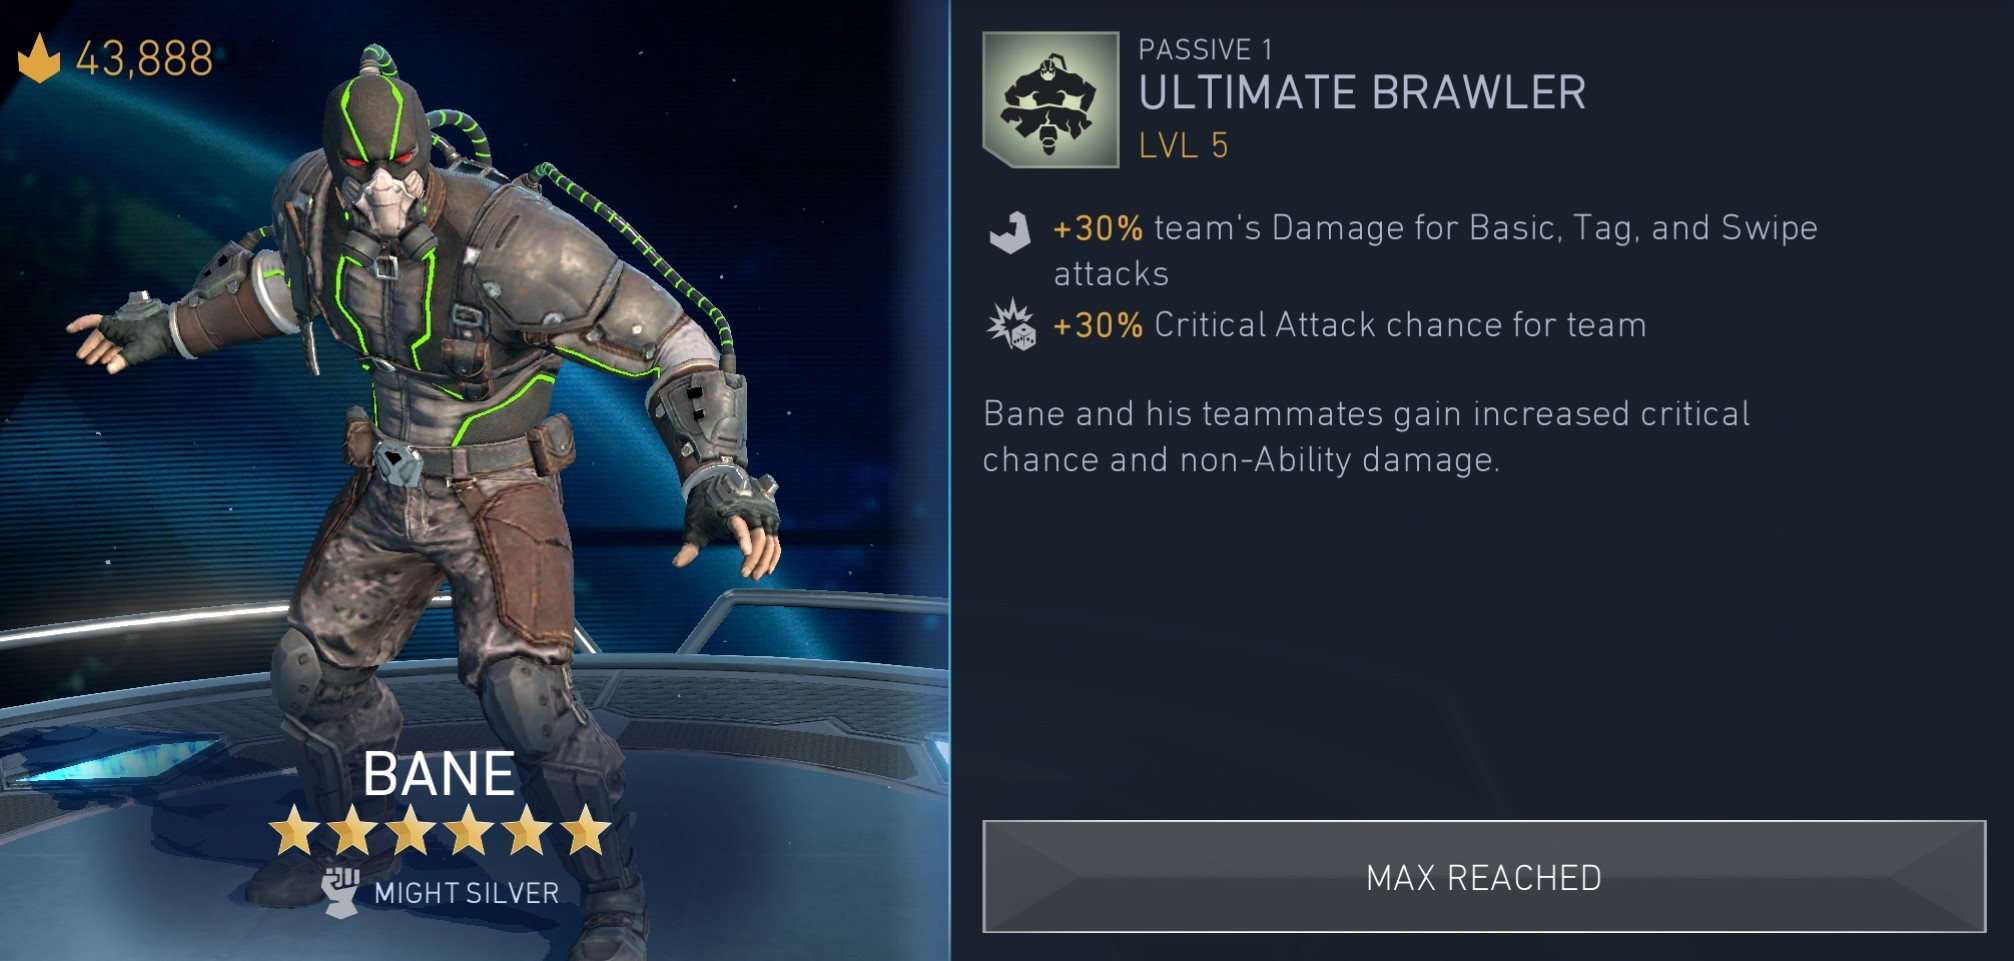 43,888
BANE
MIGHT SILVER
PASSIVE 1
ULTIMATE BRAWLER
LVL 5
+30% team's Damage for Basic, Tag, and Swipe
attacks
+30% Critical Attack chance for team
Bane and his teammates gain increased critical
chance and non-Ability damage.
MAX REACHED